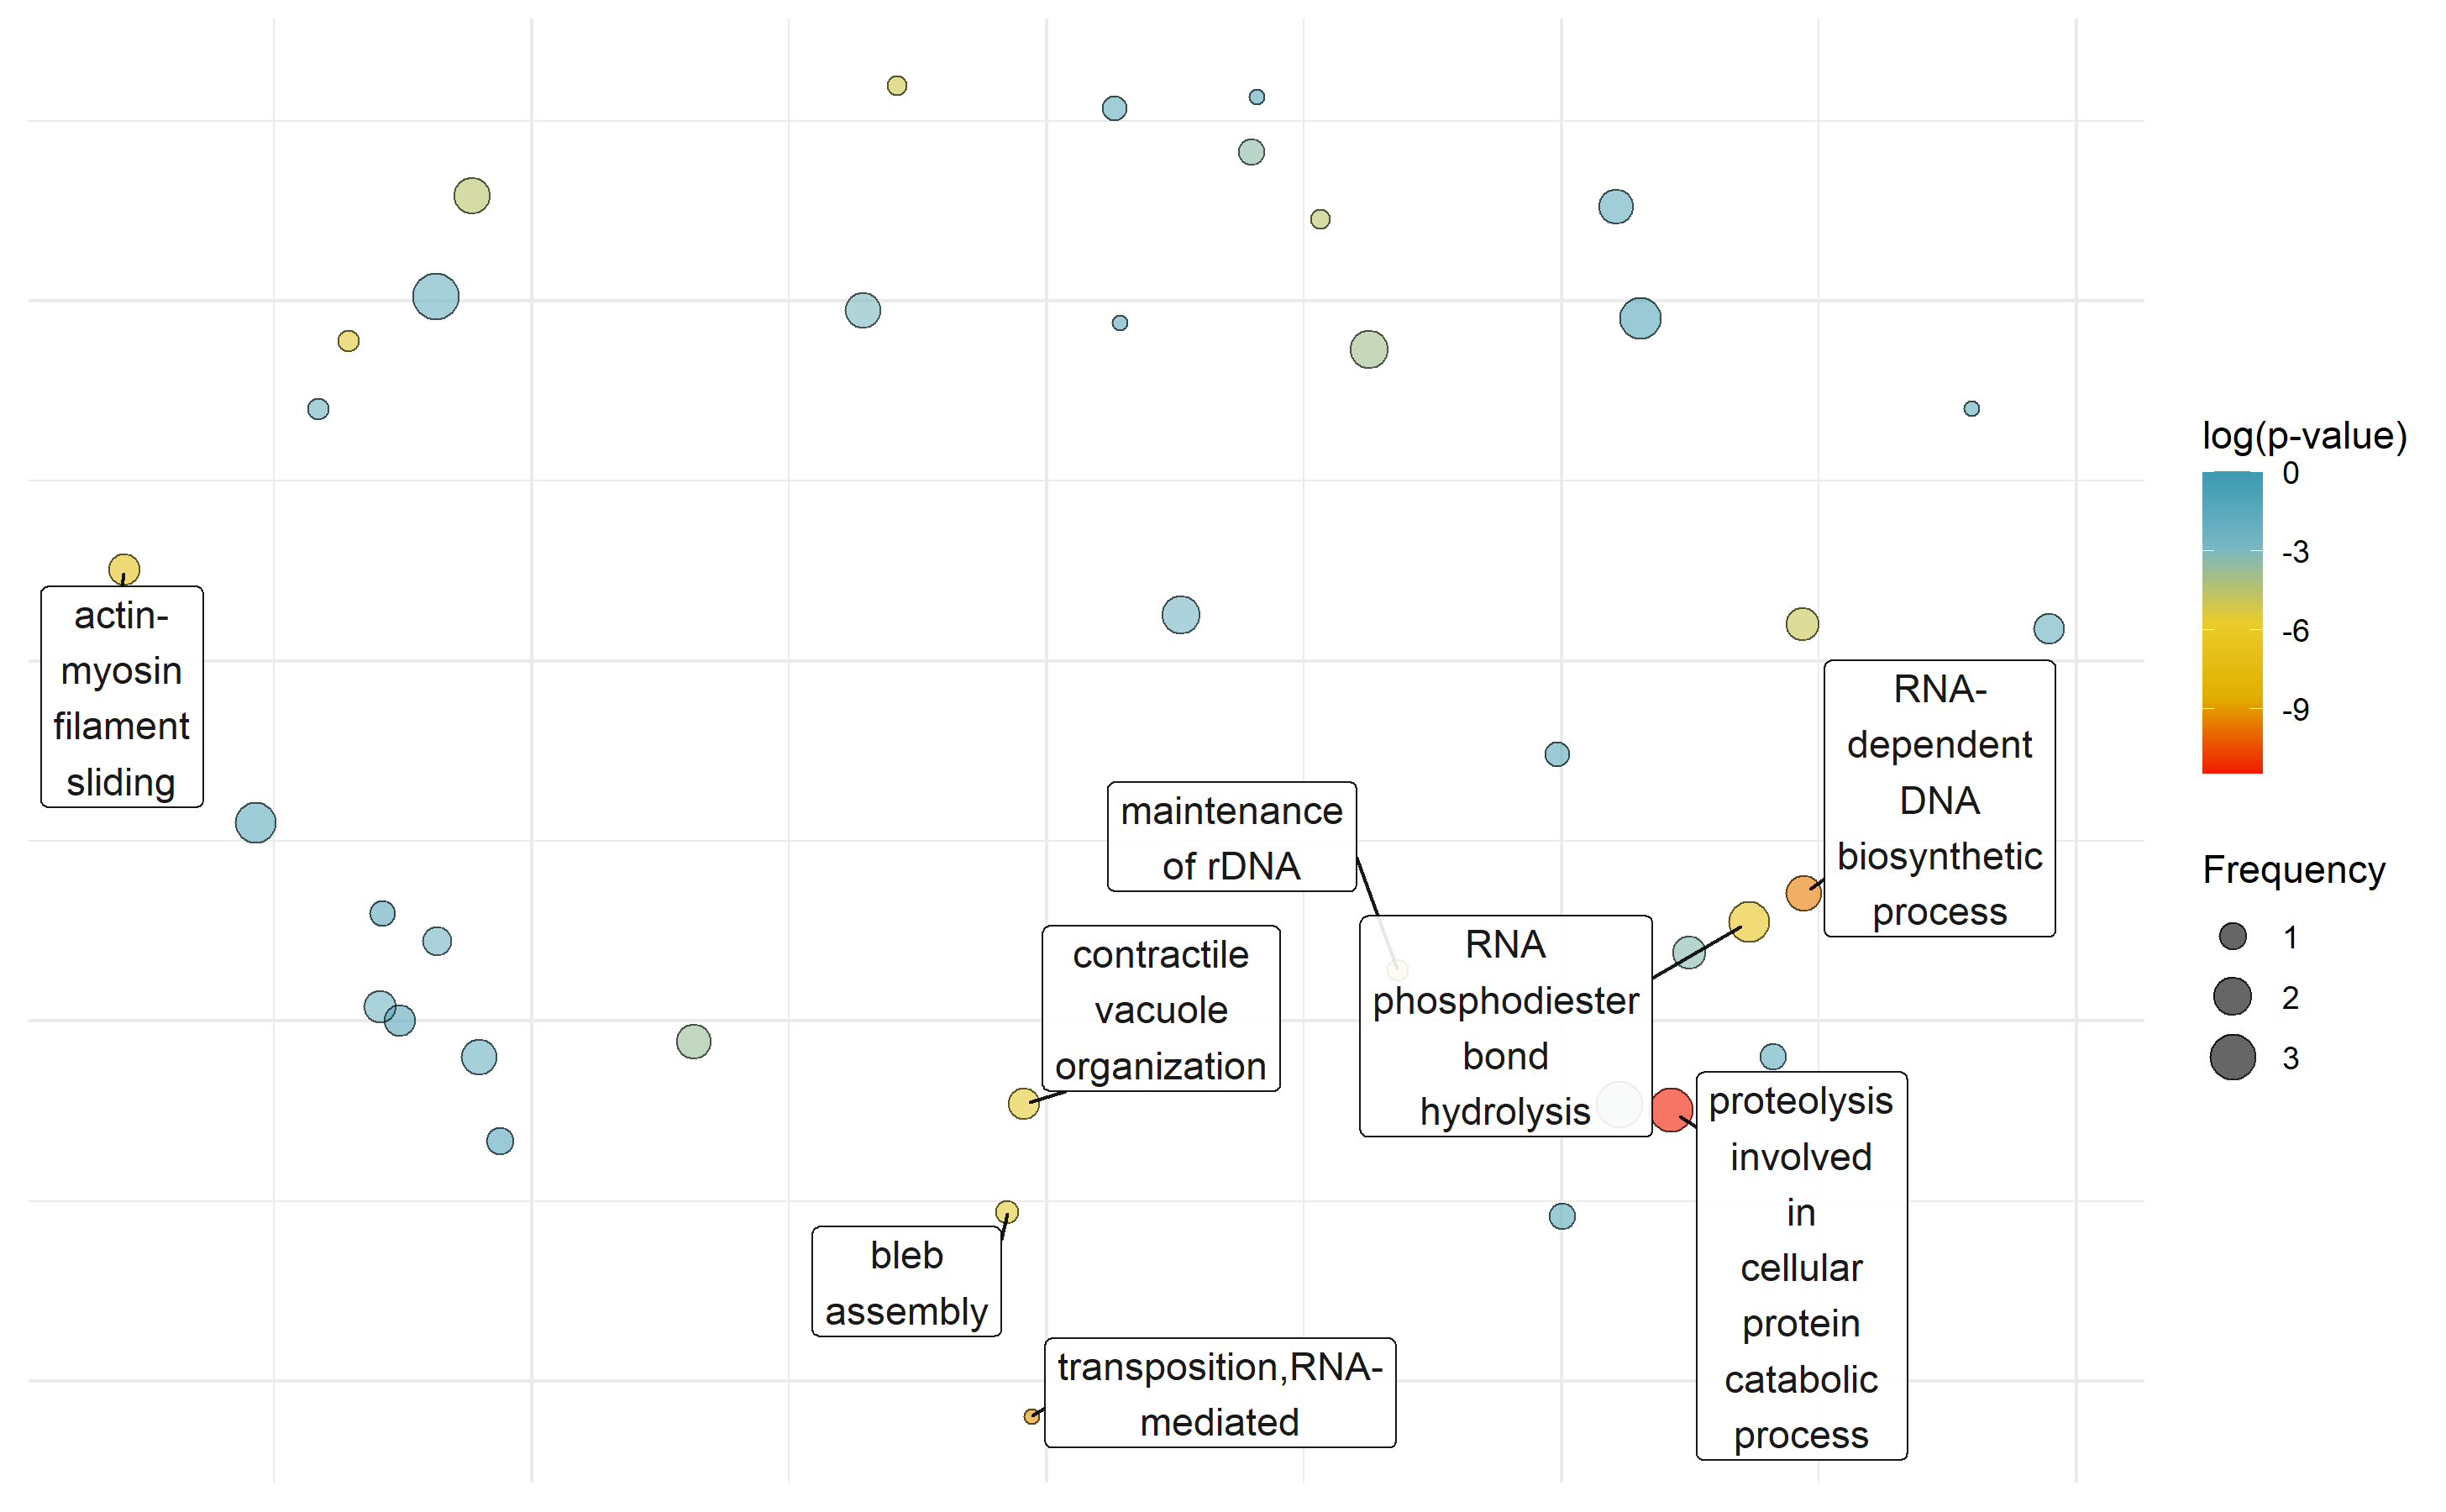 actin-
myosin
filament
sliding
maintenance
of rDNA
contractile
vacuole
organization
RNA
phosphodiester
bond
hydrolysis
RNA-
dependent
DNA
biosynthetic
process
bleb
assembly
transposition,RNA-
mediated
proteolysis
involved
in
cellular
protein
catabolic
process
log(p-value)
0
-3
-6
-9
Frequency
1
2
3